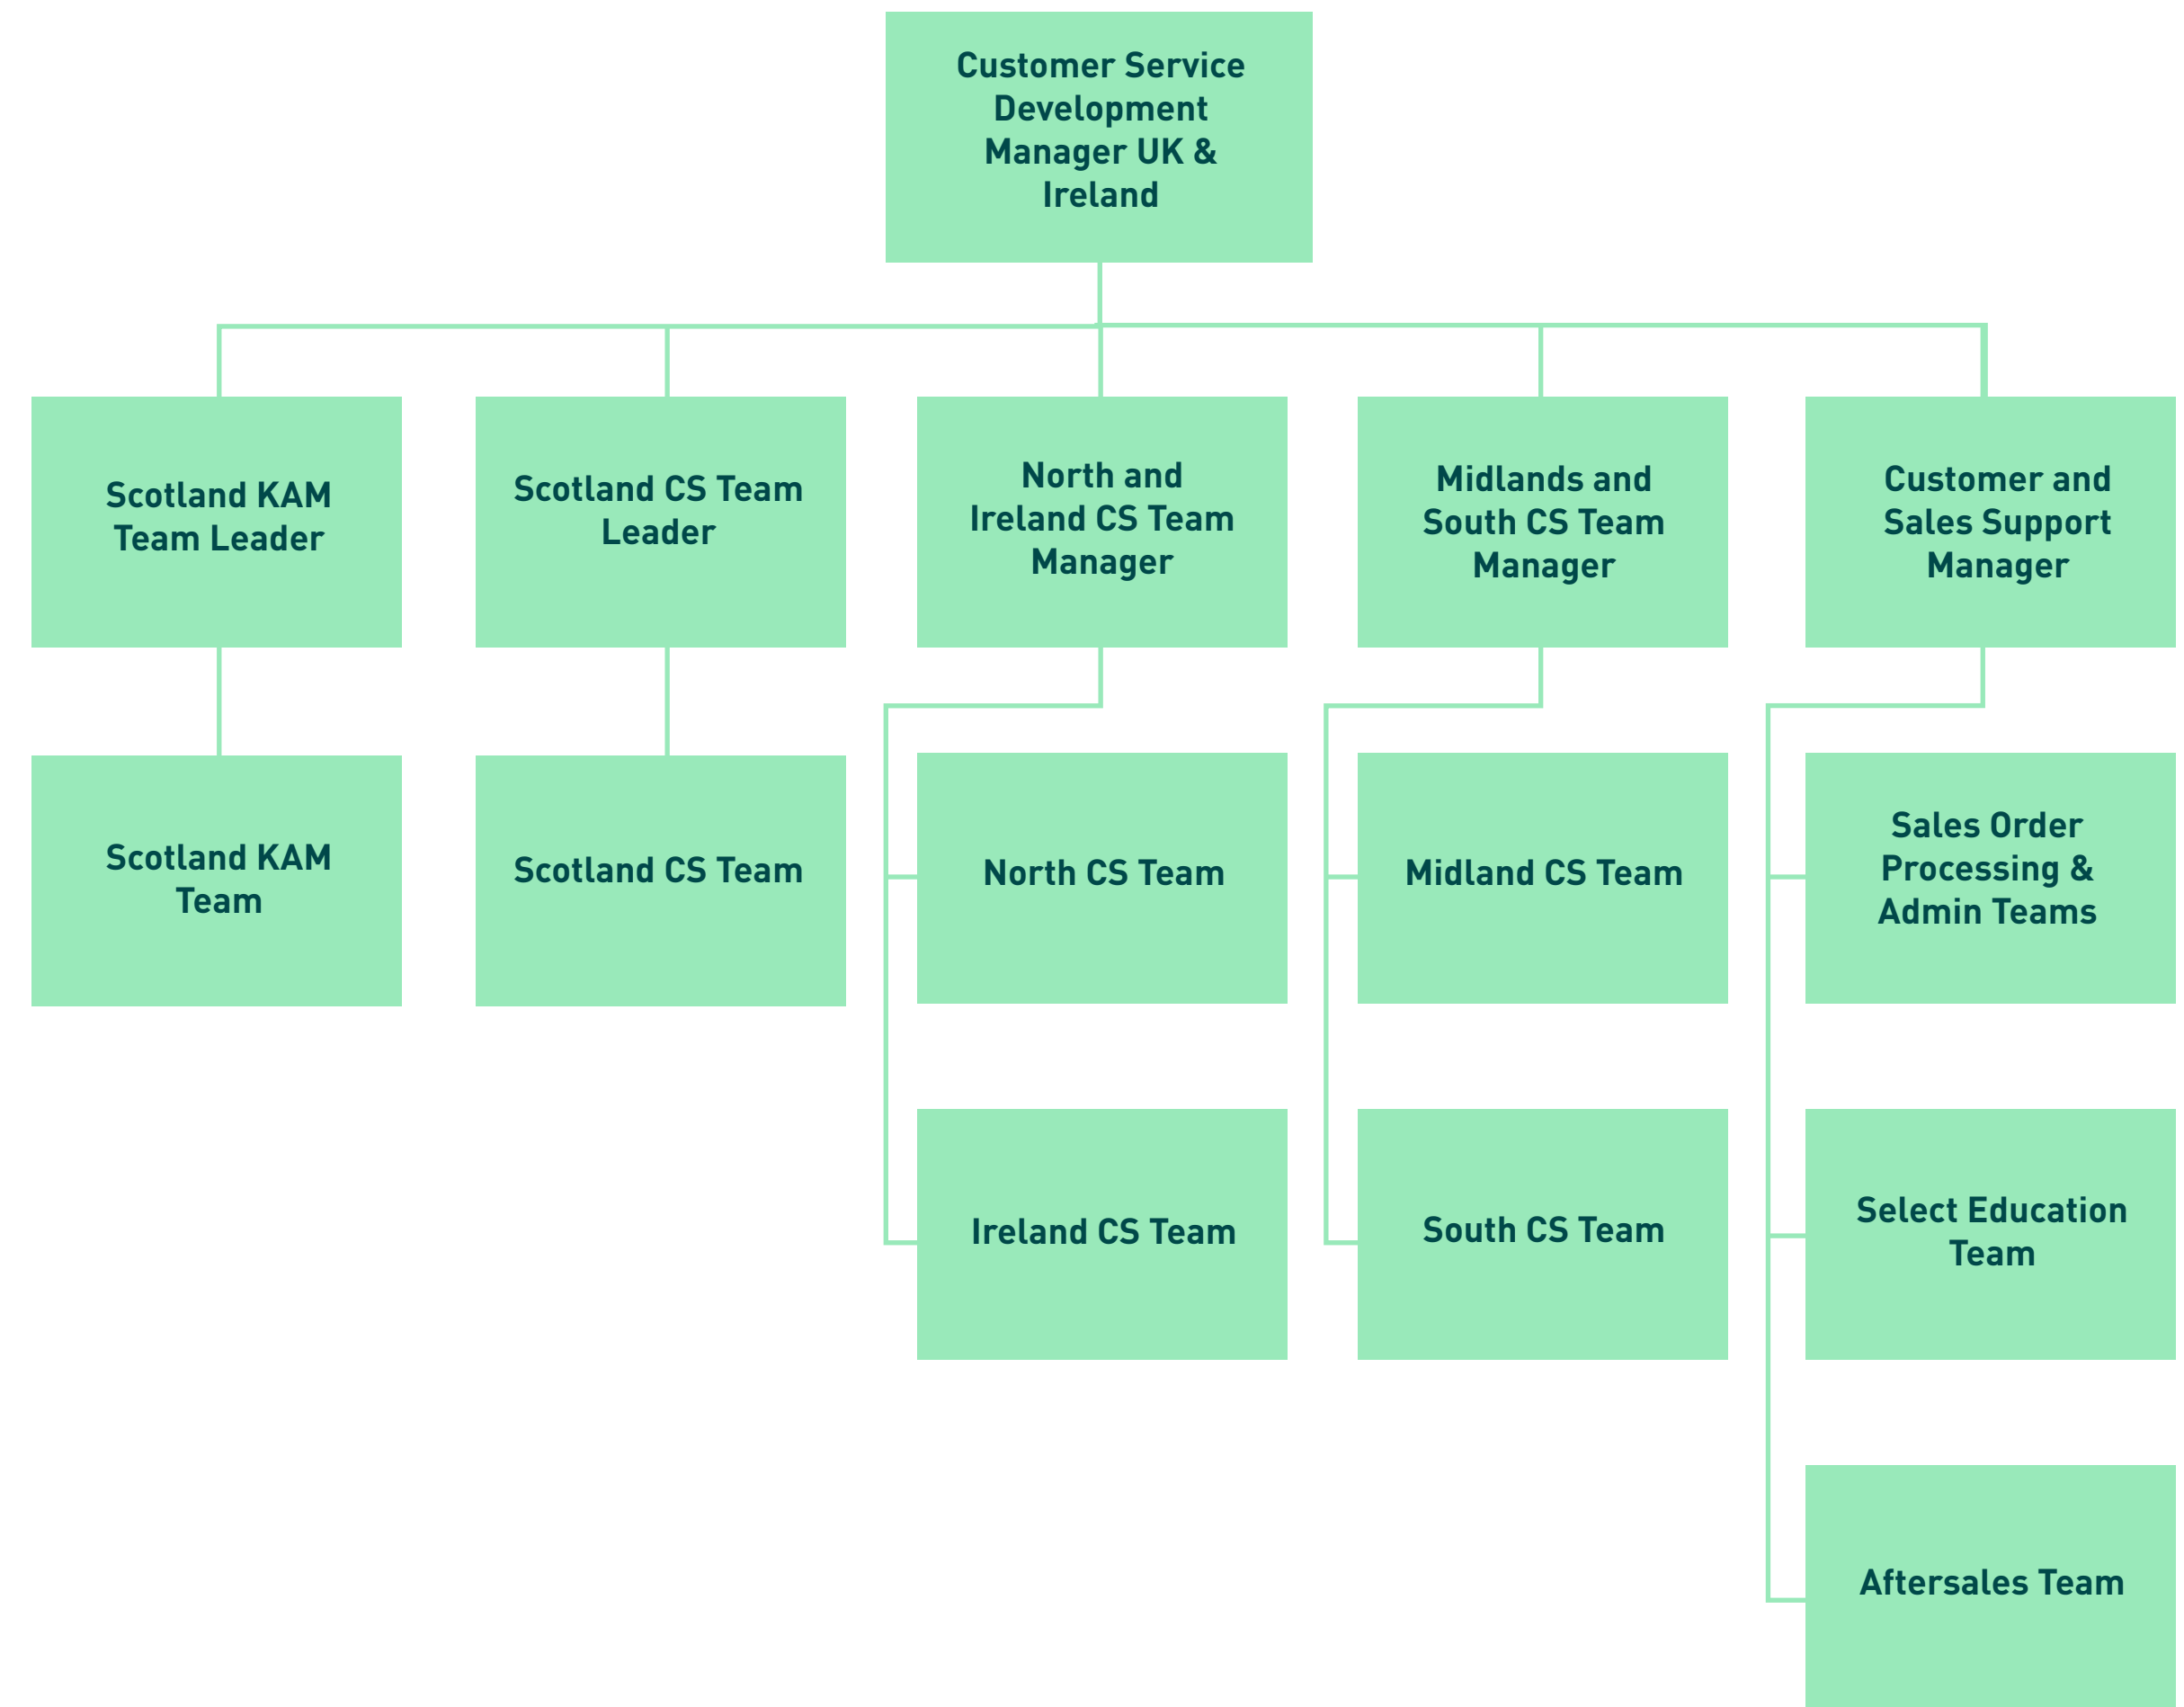 Customer Service
Development
Manager UK &
Ireland
Scotland KAM
Team Leader
Scotland CS Team
Leader
North and
Ireland CS Team
Manager
Midlands and
South CS Team
Manager
Customer and
Sales Support
Manager
Scotland KAM
Team
Scotland CS Team
North CS Team
Midland CS Team
Sales Order
Processing &
Admin Teams
Ireland CS Team
South CS Team
Select Education
Team
Aftersales Team